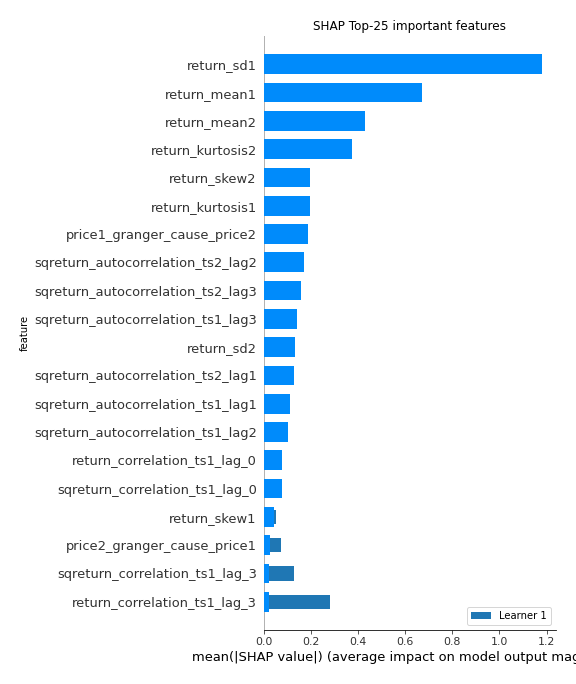 SHAP Top-25 important features
return_sd1
return_mean1
return_mean2
return_kurtosis2
return_skew2
return_kurtosis1
price1_granger_cause_price2
sqreturn_autocorrelation_ts2_lag2
sqreturn_autocorrelation_ts2_lag3
sqreturn_autocorrelation_ts1_lag3
feature
return_sd2
sqreturn_autocorrelation_ts2_lag1
sqreturn_autocorrelation_ts1_lag1
sqreturn_autocorrelation_ts1_lag2
return_correlation_ts1_lag_0
sqreturn_correlation_ts1_lag_0
return_skew1
price2_granger_cause_price1
sqreturn_correlation_ts1_lag_3
return_correlation_ts1_lag_3
Learner 1
0.0 0.2 0.4 0.6 0.8 1.0 1.2
mean(|SHAP value|) (average impact on model output mag